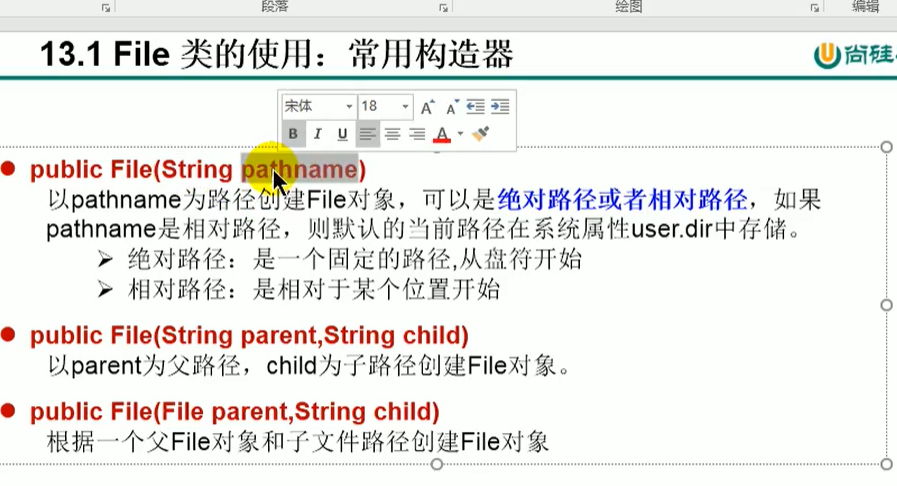 段落
绘图
编辑
13.1 File 类的使用：常用构造器
尚硅
宋体 18 A A
B I U A
public File(String pathname)
以pathname为路径创建File对象，可以是绝对路径或者相对路径，如果
pathname是相对路径，则默认的当前路径在系统属性user.dir中存储。
绝对路径：是一个固定的路径,从盘符开始
相对路径：是相对于某个位置开始
public File(String parent,String child)
以parent为父路径，child为子路径创建File对象。
public File(File parent,String child)
根据一个父File对象和子文件路径创建File对象